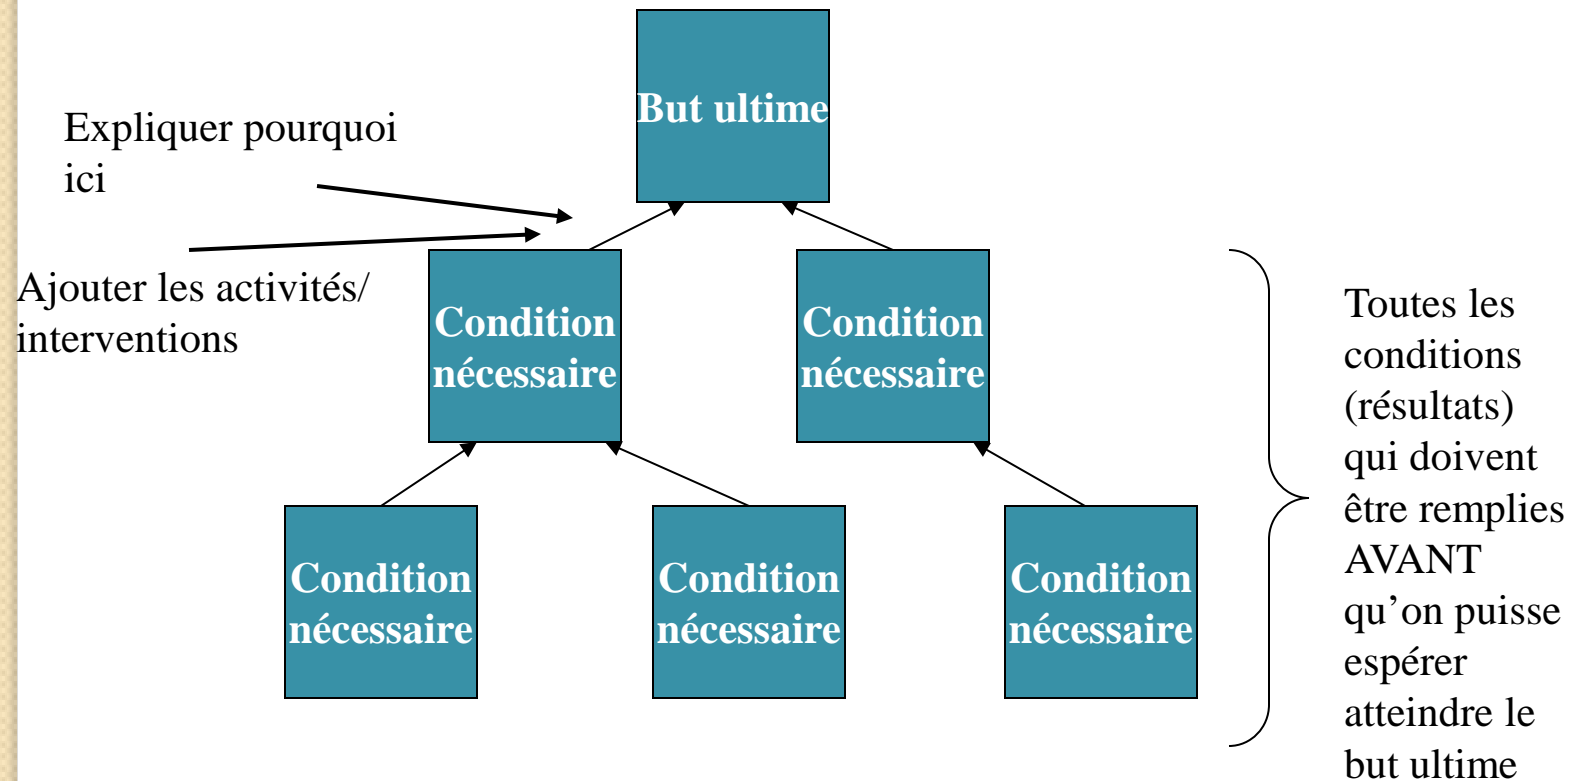 But ultime
Expliquer pourquoi
ici
Ajouter les activités/
interventions
Condition
nécessaire
Condition
nécessaire
Condition
nécessaire
Condition
nécessaire
Condition
nécessaire
Toutes les
conditions
(résultats)
qui doivent
être remplies
AVANT
qu’on puisse
espérer
atteindre le
but ultime